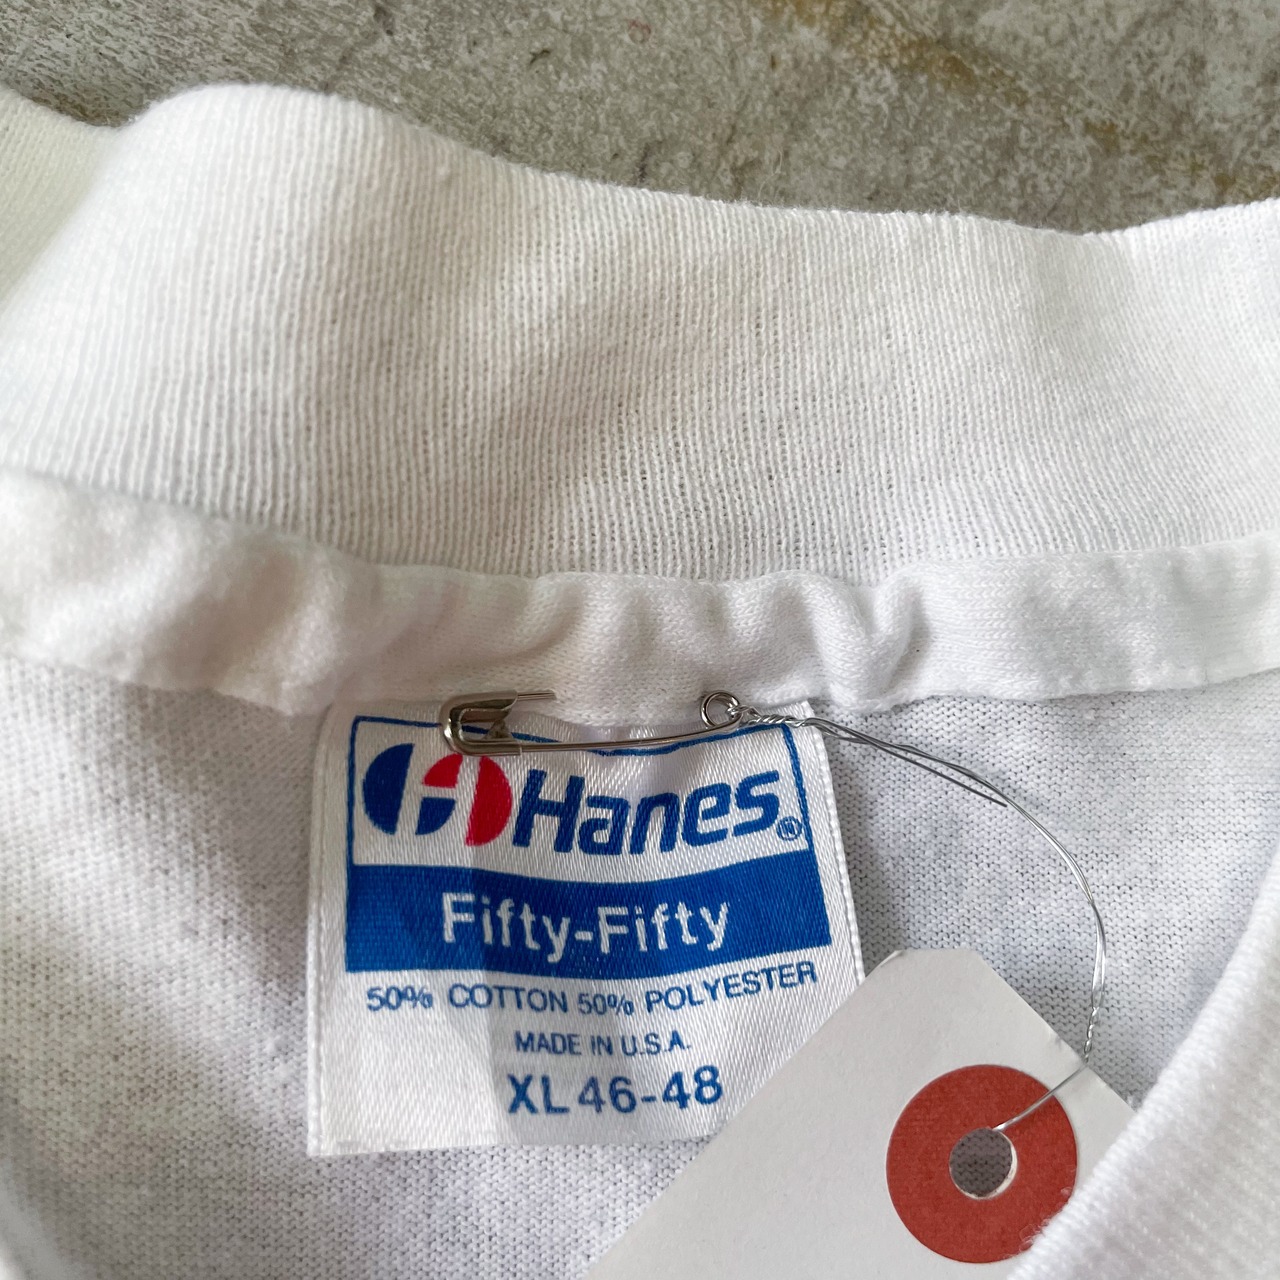 Hanes®
Fifty-Fifty
50% COTTON 50% POLYESTER
MADE IN U.S.A.
XL 46-48